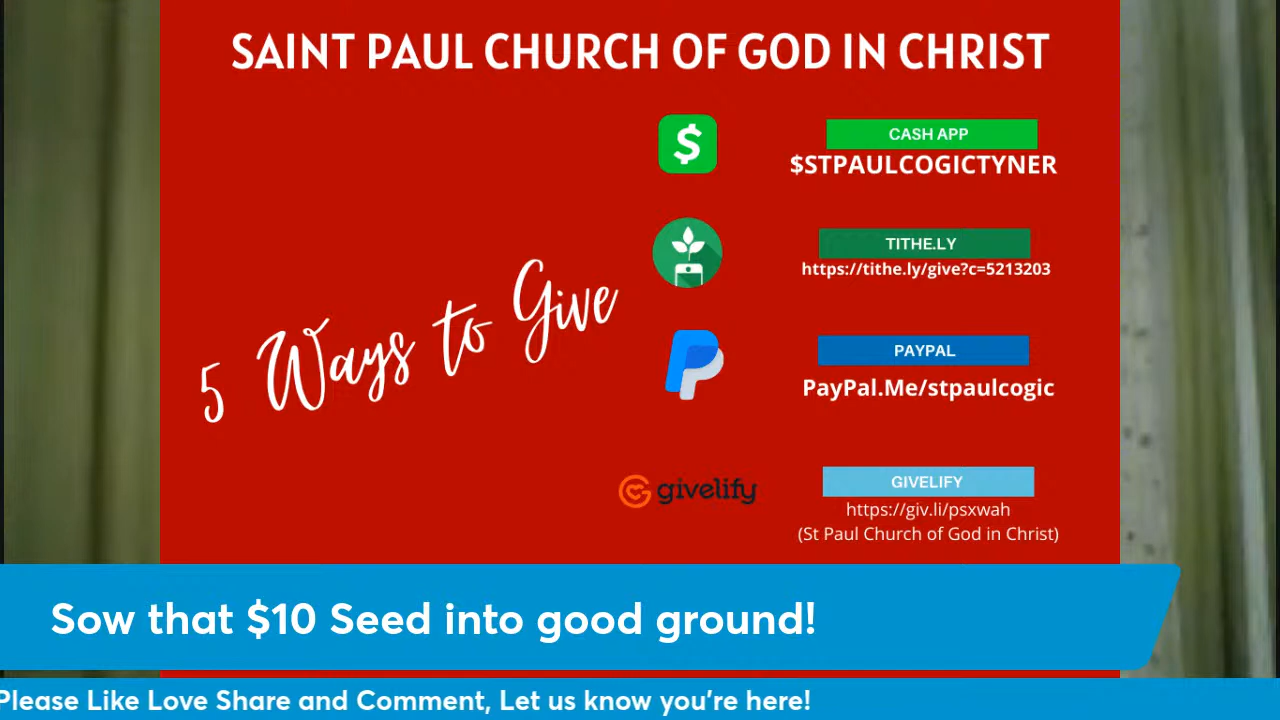 SAINT PAUL CHURCH OF GOD IN CHRIST
5 Ways to Give
$
CASH APP
$STPAULCOGICTYNER
TITHE.LY
https://tithe.ly/give?c=5213203
PAYPAL
PayPal.Me/stpaulcogic
givelify
GIVELIFY
https://giv.li/psxwah
(St Paul Church of God in Christ)
Sow that $10 Seed into good ground!
Please Like Love Share and Comment, Let us know you're here!